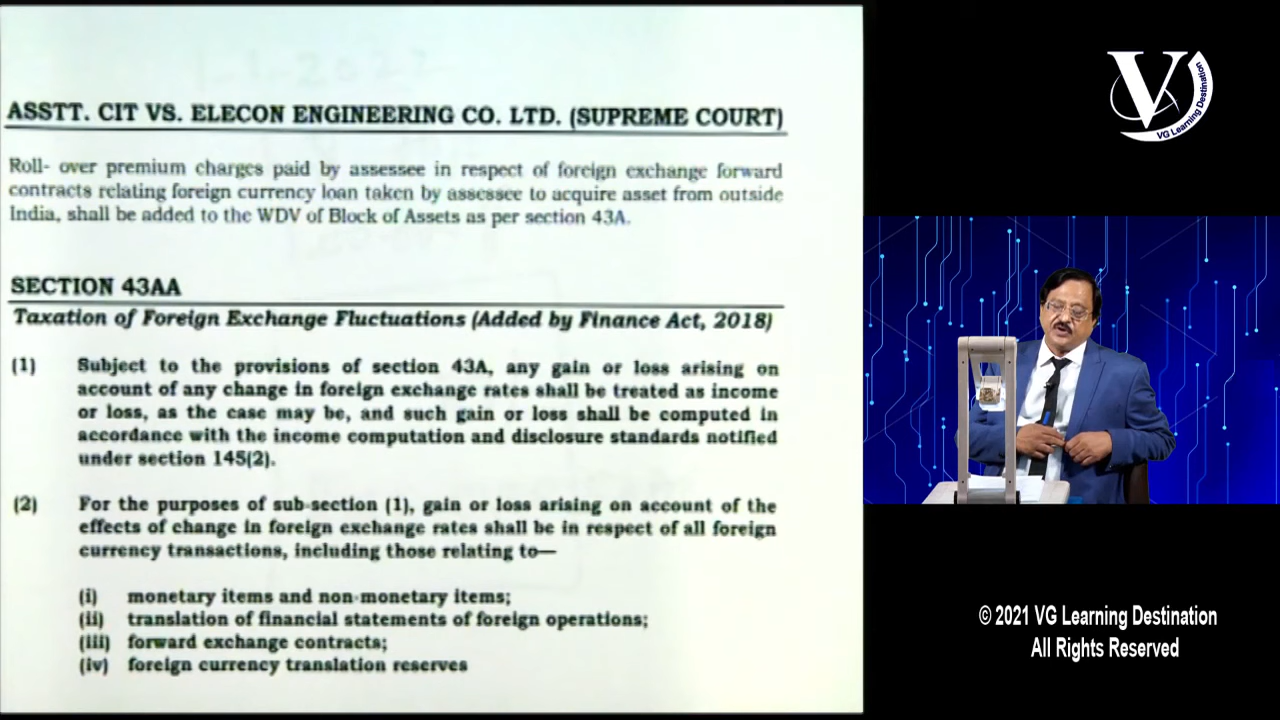 ASSTT. CIT VS. ELECON ENGINEERING CO. LTD. (SUPREME COURT)
Roll- over premium charges paid by assessee in respect of foreign exchange forward
contracts relating foreign currency loan taken by assessee to acquire asset from outside
India, shall be added to the WDV of Block of Assets as per section 43A.
SECTION 43AA
Taxation of Foreign Exchange Fluctuations (Added by Finance Act, 2018)
(1) Subject to the provisions of section 43A, any gain or loss arising on
account of any change in foreign exchange rates shall be treated as income
or loss, as the case may be, and such gain or loss shall be computed in
accordance with the income computation and disclosure standards notified
under section 145(2).
(2) For the purposes of sub-section (1), gain or loss arising on account of the
effects of change in foreign exchange rates shall be in respect of all foreign
currency transactions, including those relating to—
(i) monetary items and non-monetary items;
(ii) translation of financial statements of foreign operations;
(iii) forward exchange contracts;
(iv) foreign currency translation reserves
V
VG Learning Destination
© 2021 VG Learning Destination
All Rights Reserved